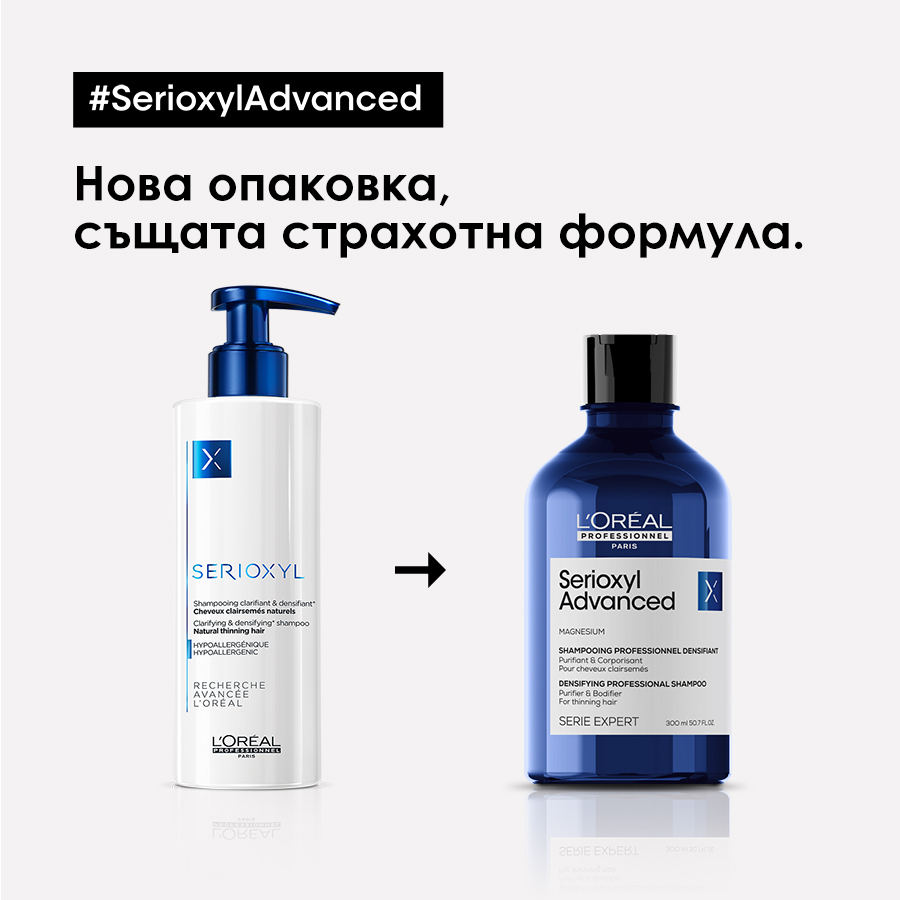 #SerioxylAdvanced
Нова опаковка,
същата страхотна формула.
X
SERIOXYL
Shampooing clarifiant & densifiant*
Cheveux clairsemés naturels
Clarifying & densifying* shampoo
Natural thinning hair
HYPOALLERGÉNIQUE
HYPOALLERGENIC
RECHERCHE
AVANCÉE
L'ORÉAL
L'ORÉAL
PROFESSIONNEL
PARIS
L'ORÉAL
PROFESSIONNEL
PARIS
Serioxyl
Advanced
X
MAGNESIUM
SHAMPOOING PROFESSIONNEL DENSIFIANT
Purifiant & Corporisant
Pour cheveux clairsemés
DENSIFYING PROFESSIONAL SHAMPOO
Purifier & Bodifier
For thinning hair
SERIE EXPERT 300 ml 50.7 FL.OZ.